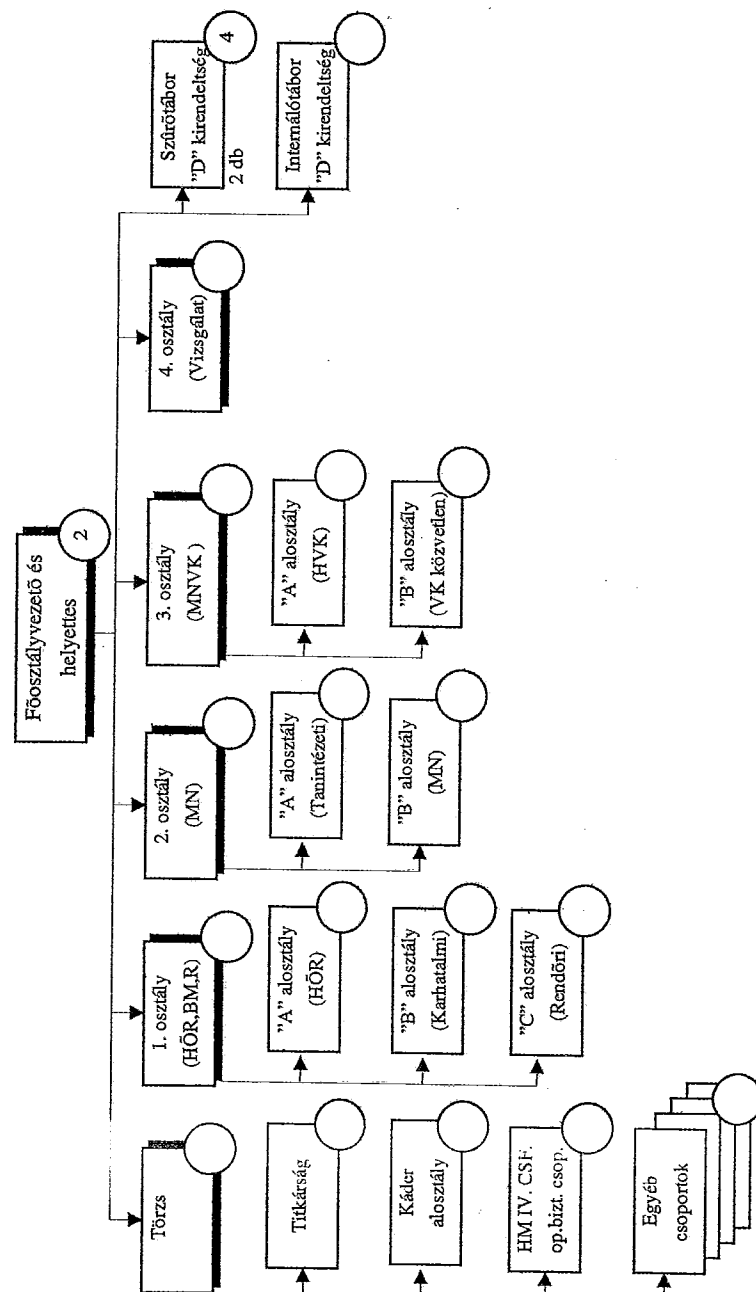 Főosztályvezető és
helyettes
2
Törzs
1. osztály
(HŐR,BM,R)
2. osztály
(MN)
3. osztály
(MNVK )
4. osztály
(Vizsgálat)
Szűrőtábor
"D" kirendeltség
4
2 db
Internálótábor
"D" kirendeltség
Titkárság
"A" alosztály
(HŐR)
"A" alosztály
(Tanintézeti)
"A" alosztály
(HVK)
Káder
alosztály
"B" alosztály
(Karhatalmi)
"B" alosztály
(MN)
"B" alosztály
(VK közvetlen)
HM IV. CSF.
op.bizt. csop.
"C" alosztály
(Rendőri)
Egyéb
csoportok